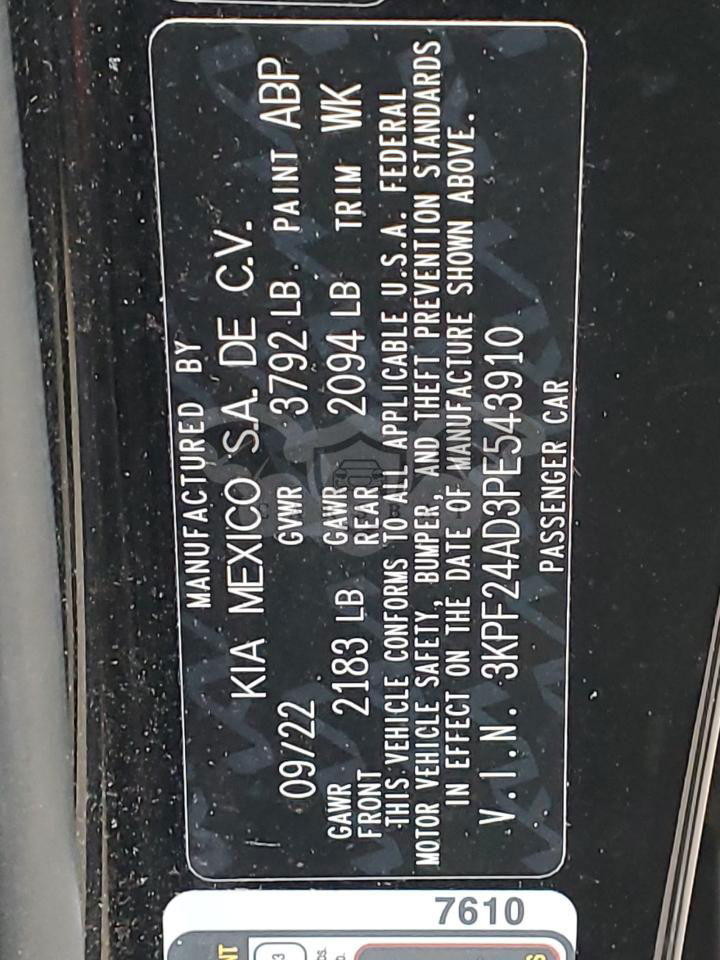 MANUFACTURED BY
KIA MEXICO S.A. DE C.V.
09/22 GVWR 3792 LB. PAINT ABP
GAWR FRONT 2183 LB GAWR REAR 2094 LB TRIM WK
THIS VEHICLE CONFORMS TO ALL APPLICABLE U.S.A. FEDERAL
MOTOR VEHICLE SAFETY, BUMPER, AND THEFT PREVENTION STANDARDS
IN EFFECT ON THE DATE OF MANUFACTURE SHOWN ABOVE.
V.I.N. 3KPF24AD3PE543910
PASSENGER CAR
7610